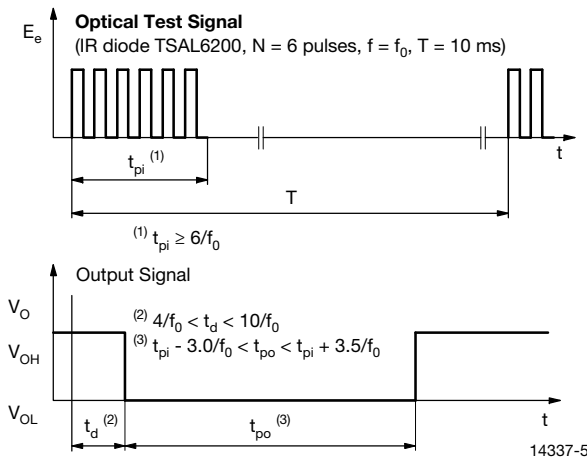 Optical Test Signal
(IR diode TSAL6200, N = 6 pulses, f = f₀, T = 10 ms)
Eₑ
t
tpi (1)
T
(1) tpi ≥ 6/f₀
Output Signal
VO
VOH
VOL
(2) 4/f₀ < td < 10/f₀
(3) tpi - 3.0/f₀ < tpo < tpi + 3.5/f₀
td (2)
tpo (3)
t
14337-5